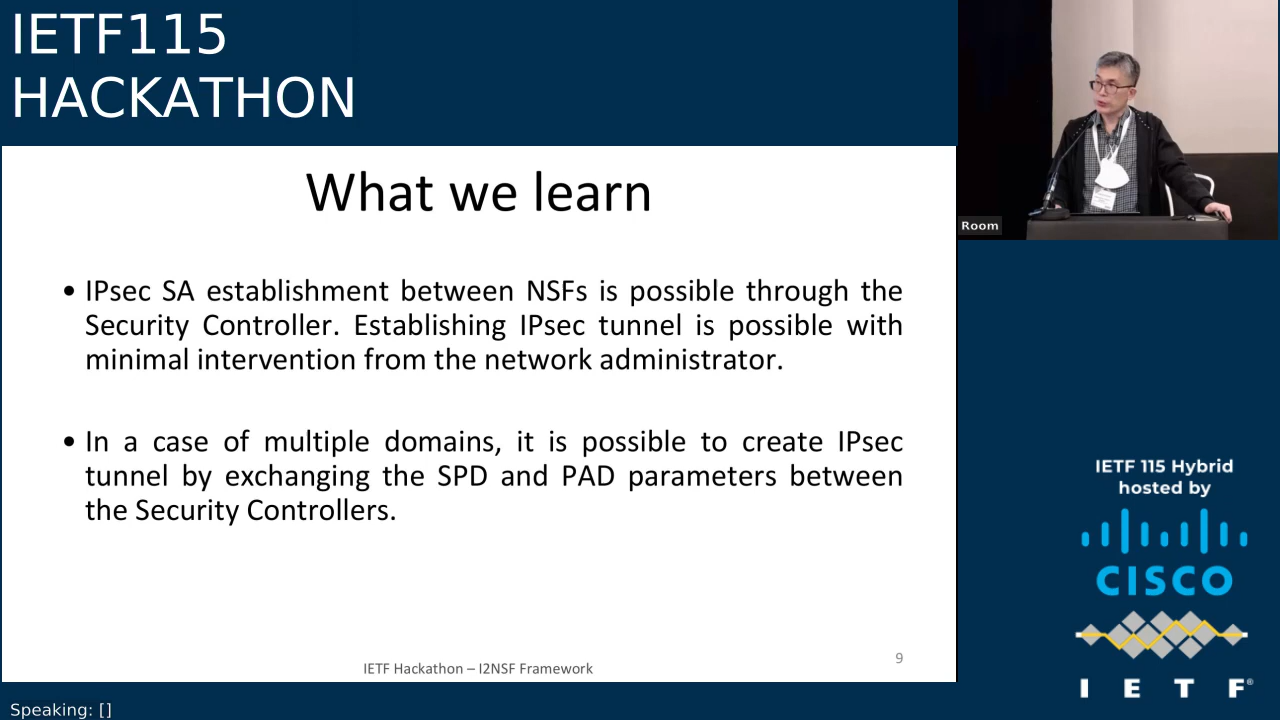 IETF115
HACKATHON
What we learn
• IPsec SA establishment between NSFs is possible through the
Security Controller. Establishing IPsec tunnel is possible with
minimal intervention from the network administrator.
• In a case of multiple domains, it is possible to create IPsec
tunnel by exchanging the SPD and PAD parameters between
the Security Controllers.
IETF Hackathon – I2NSF Framework
9
Speaking: []
Room
IETF 115 Hybrid
hosted by
CISCO
I E T F®